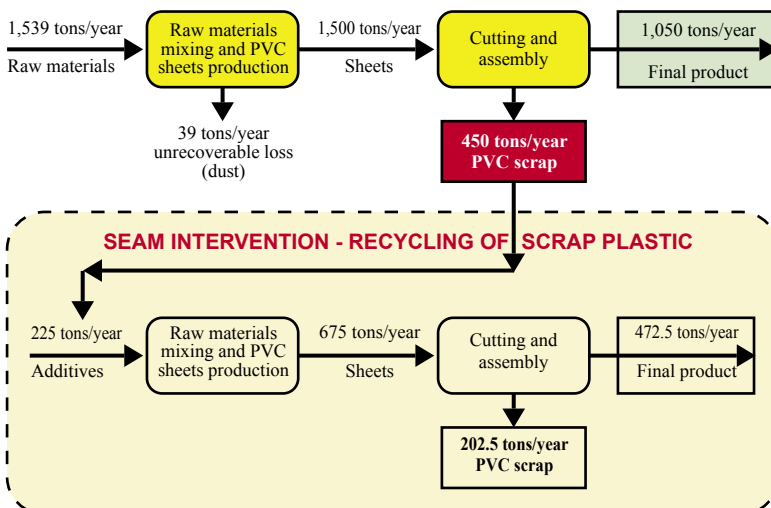 1,539 tons/year
Raw materials
Raw materials
mixing and PVC
sheets production
1,500 tons/year
Sheets
Cutting and
assembly
1,050 tons/year
Final product
39 tons/year
unrecoverable loss
(dust)
450 tons/year
PVC scrap
SEAM INTERVENTION - RECYCLING OF SCRAP PLASTIC
225 tons/year
Additives
Raw materials
mixing and PVC
sheets production
675 tons/year
Sheets
Cutting and
assembly
472.5 tons/year
Final product
202.5 tons/year
PVC scrap